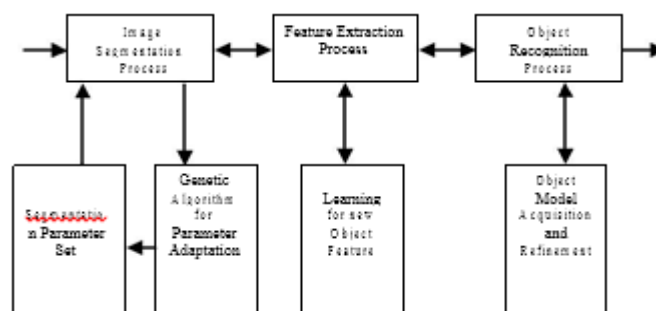 Image
Segmentation
Process
Feature Extraction
Process
Object
Recognition
Process
Segmentatio
n Parameter
Set
Genetic
Algorithm
for
Parameter
Adaptation
Learning
for new
Object
Feature
Object
Model
Acquisition
and
Refinement